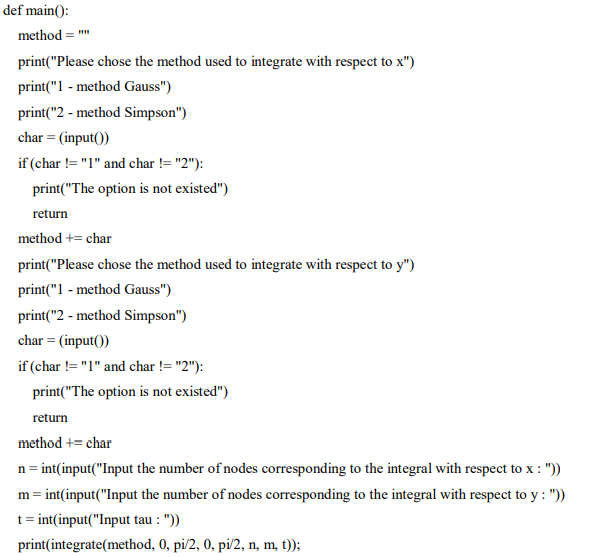 def main():
method = ""
print("Please chose the method used to integrate with respect to x")
print("1 - method Gauss")
print("2 - method Simpson")
char = (input())
if (char != "1" and char != "2"):
print("The option is not existed")
return
method += char
print("Please chose the method used to integrate with respect to y")
print("1 - method Gauss")
print("2 - method Simpson")
char = (input())
if (char != "1" and char != "2"):
print("The option is not existed")
return
method += char
n = int(input("Input the number of nodes corresponding to the integral with respect to x : "))
m = int(input("Input the number of nodes corresponding to the integral with respect to y : "))
t = int(input("Input tau : "))
print(integrate(method, 0, pi/2, 0, pi/2, n, m, t));